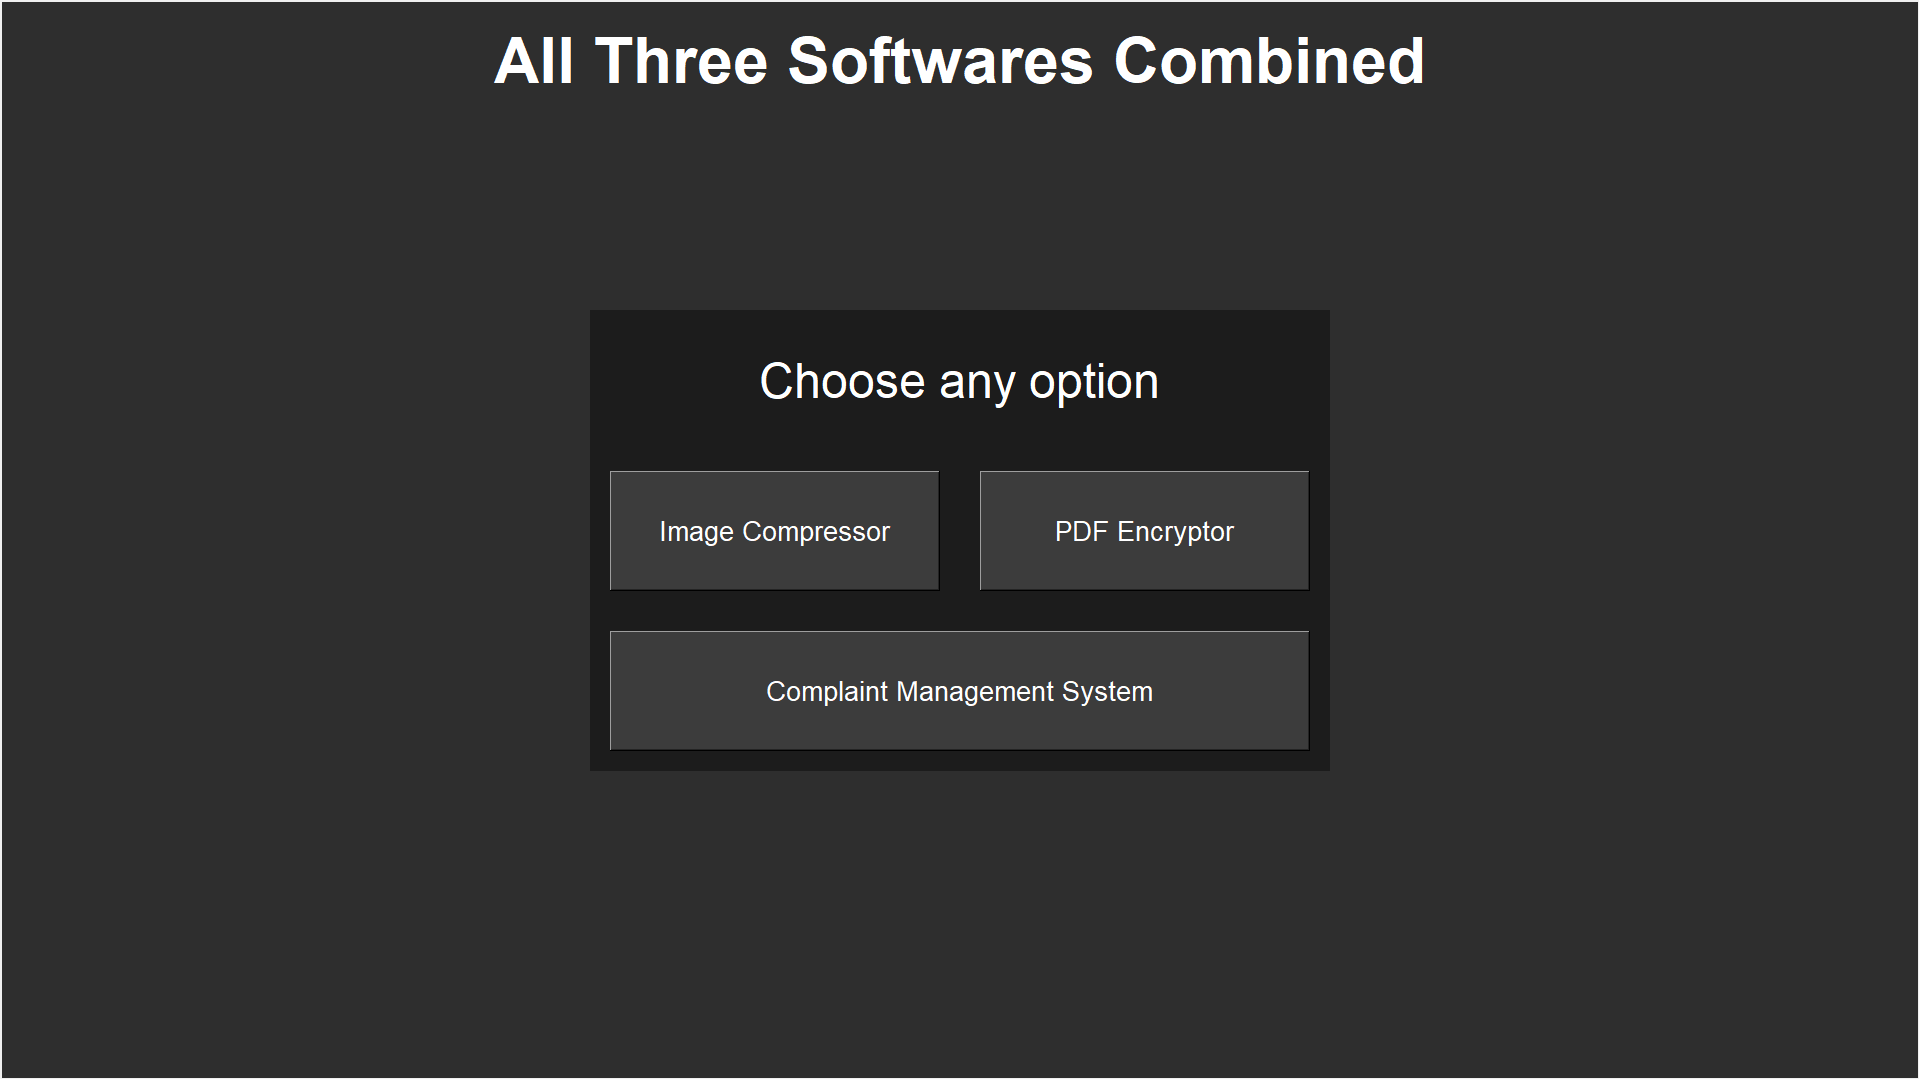 All Three Softwares Combined
Choose any option
Image Compressor
PDF Encryptor
Complaint Management System